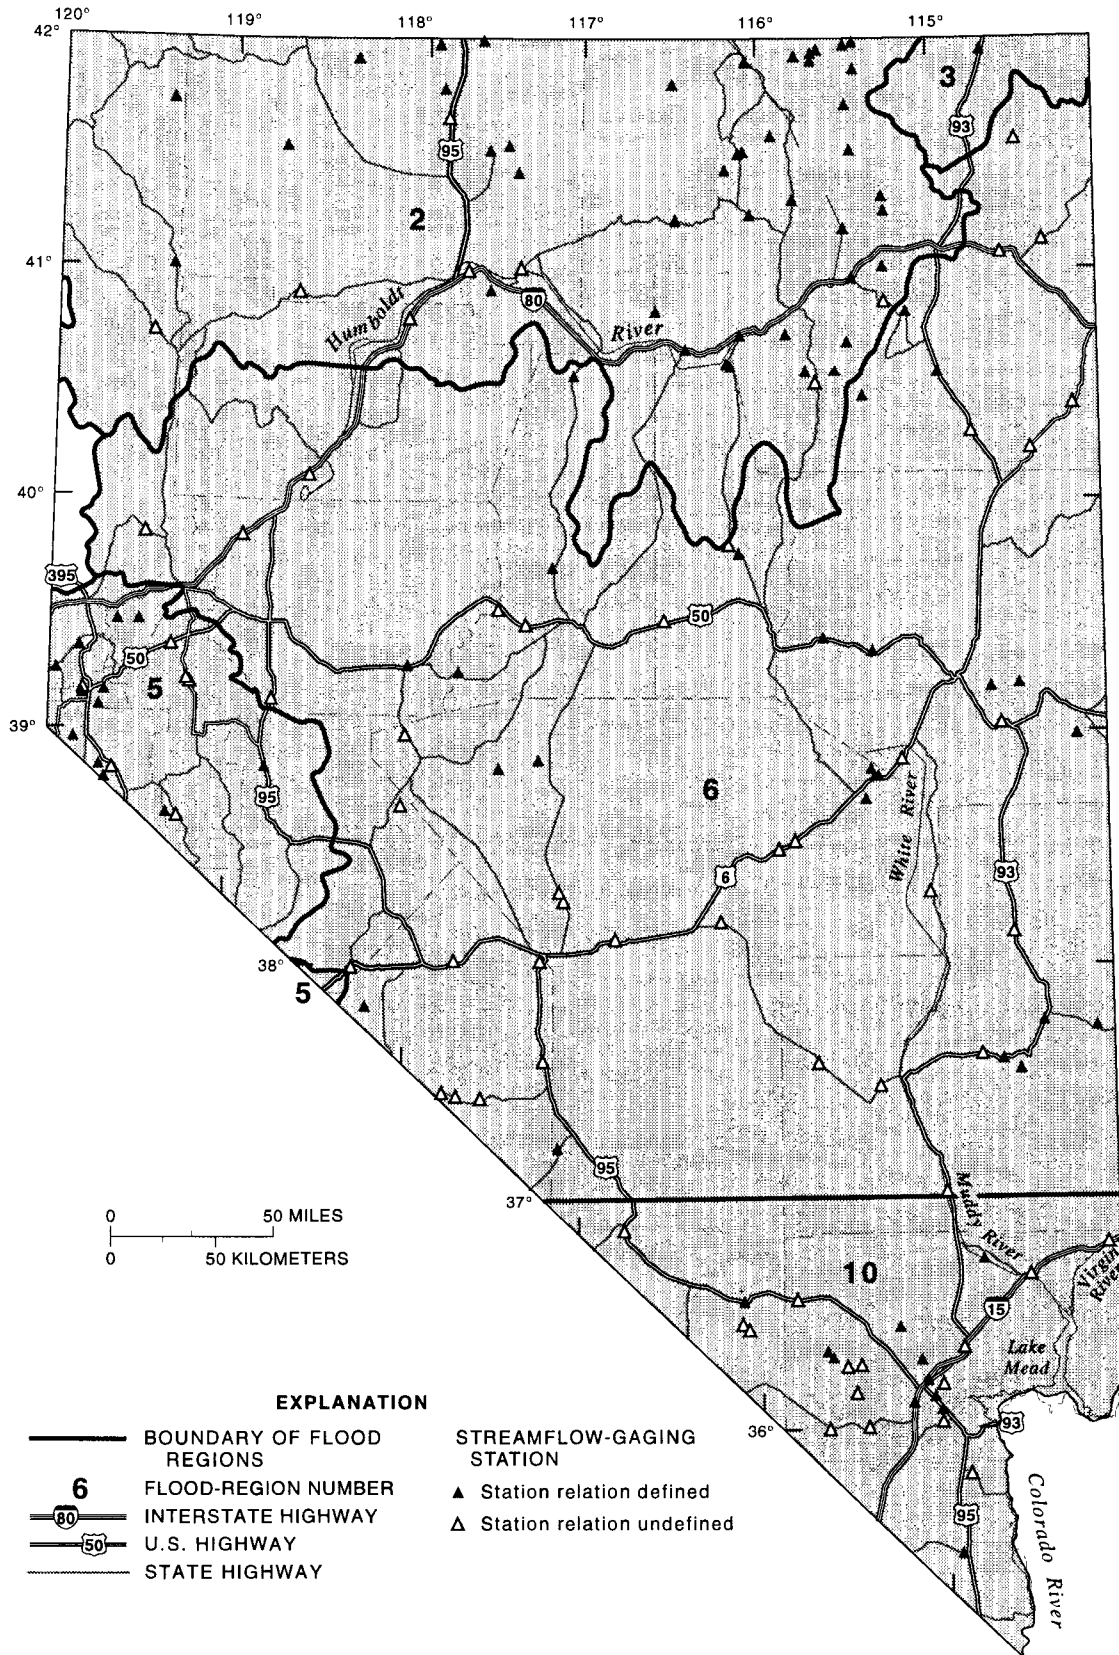 120°
119°
118°
117°
116°
115°
42°
3
93
95
2
41°
80
Humboldt
River
40°
395
50
50
5
39°
6
95
White River
6
93
38°
5
95
37°
Muddy River
0 50 MILES
0 50 KILOMETERS
10
Virgin River
15
Lake Mead
36°
93
95
Colorado River
EXPLANATION
BOUNDARY OF FLOOD
REGIONS
6 FLOOD-REGION NUMBER
80 INTERSTATE HIGHWAY
50 U.S. HIGHWAY
STATE HIGHWAY
STREAMFLOW-GAGING
STATION
Station relation defined
Station relation undefined